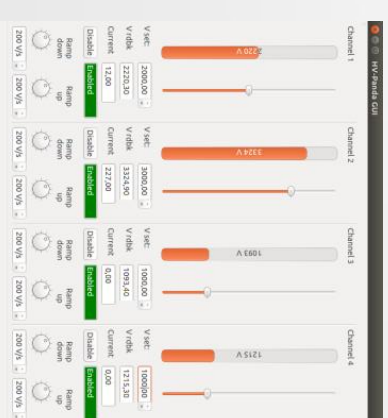 HV-Panda GUI
Channel 1
Channel 2
Channel 3
Channel 4
220 V
3324 V
1093 V
1215 V
V set: 2000,00
V set: 3000,00
V set: 1000,00
V set: 1000,00
V rdbk 2220,30
V rdbk 3324,90
V rdbk 1093,40
V rdbk 1215,30
Current 12,00
Current 227,00
Current 0,00
Current 0,00
Disable Enabled
Disable Enabled
Disable Enabled
Disable Enabled
Ramp down
Ramp up
Ramp down
Ramp up
Ramp down
Ramp up
Ramp down
Ramp up
200 V/s
200 V/s
200 V/s
200 V/s
200 V/s
200 V/s
200 V/s
200 V/s